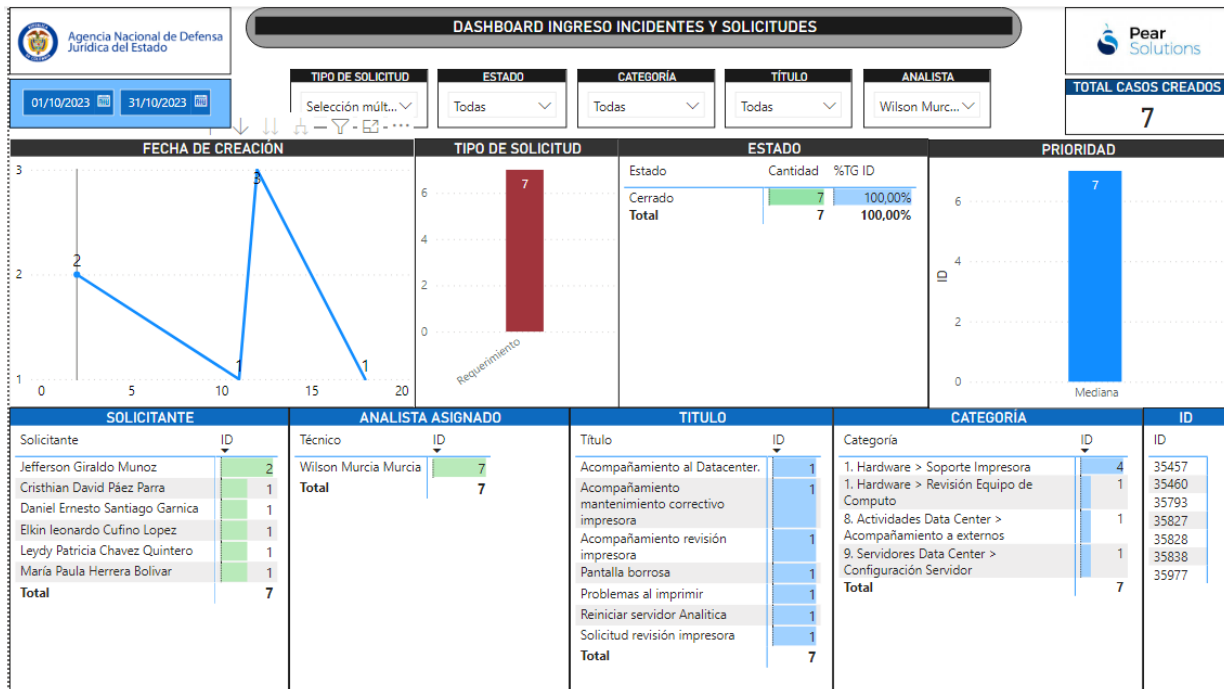 Agencia Nacional de Defensa
Jurídica del Estado
DASHBOARD INGRESO INCIDENTES Y SOLICITUDES
Pear
Solutions
01/10/2023 31/10/2023
TIPO DE SOLICITUD
Selección múlt...
ESTADO
Todas
CATEGORÍA
Todas
TÍTULO
Todas
ANALISTA
Wilson Murc...
TOTAL CASOS CREADOS
7
FECHA DE CREACIÓN
3
2
1
2
1
3
1
0 5 10 15 20
TIPO DE SOLICITUD
6
4
2
0
7
Requerimiento
ESTADO
Estado Cantidad %TG ID
Cerrado 7 100,00%
Total 7 100,00%
PRIORIDAD
ID
6
4
2
0
7
Mediana
SOLICITANTE
Solicitante ID
Jefferson Giraldo Munoz 2
Cristhian David Páez Parra 1
Daniel Ernesto Santiago Garnica 1
Elkin leonardo Cufino Lopez 1
Leydy Patricia Chavez Quintero 1
María Paula Herrera Bolivar 1
Total 7
ANALISTA ASIGNADO
Técnico ID
Wilson Murcia Murcia 7
Total 7
TITULO
Título ID
Acompañamiento al Datacenter. 1
Acompañamiento 1
mantenimiento correctivo
impresora
Acompañamiento revisión 1
impresora
Pantalla borrosa 1
Problemas al imprimir 1
Reiniciar servidor Analitica 1
Solicitud revisión impresora 1
Total 7
CATEGORÍA
Categoría ID
1. Hardware > Soporte Impresora 4
1. Hardware > Revisión Equipo de 1
Computo
8. Actividades Data Center > 1
Acompañamiento a externos
9. Servidores Data Center > 1
Configuración Servidor
Total 7
ID
ID
35457
35460
35793
35827
35828
35838
35977